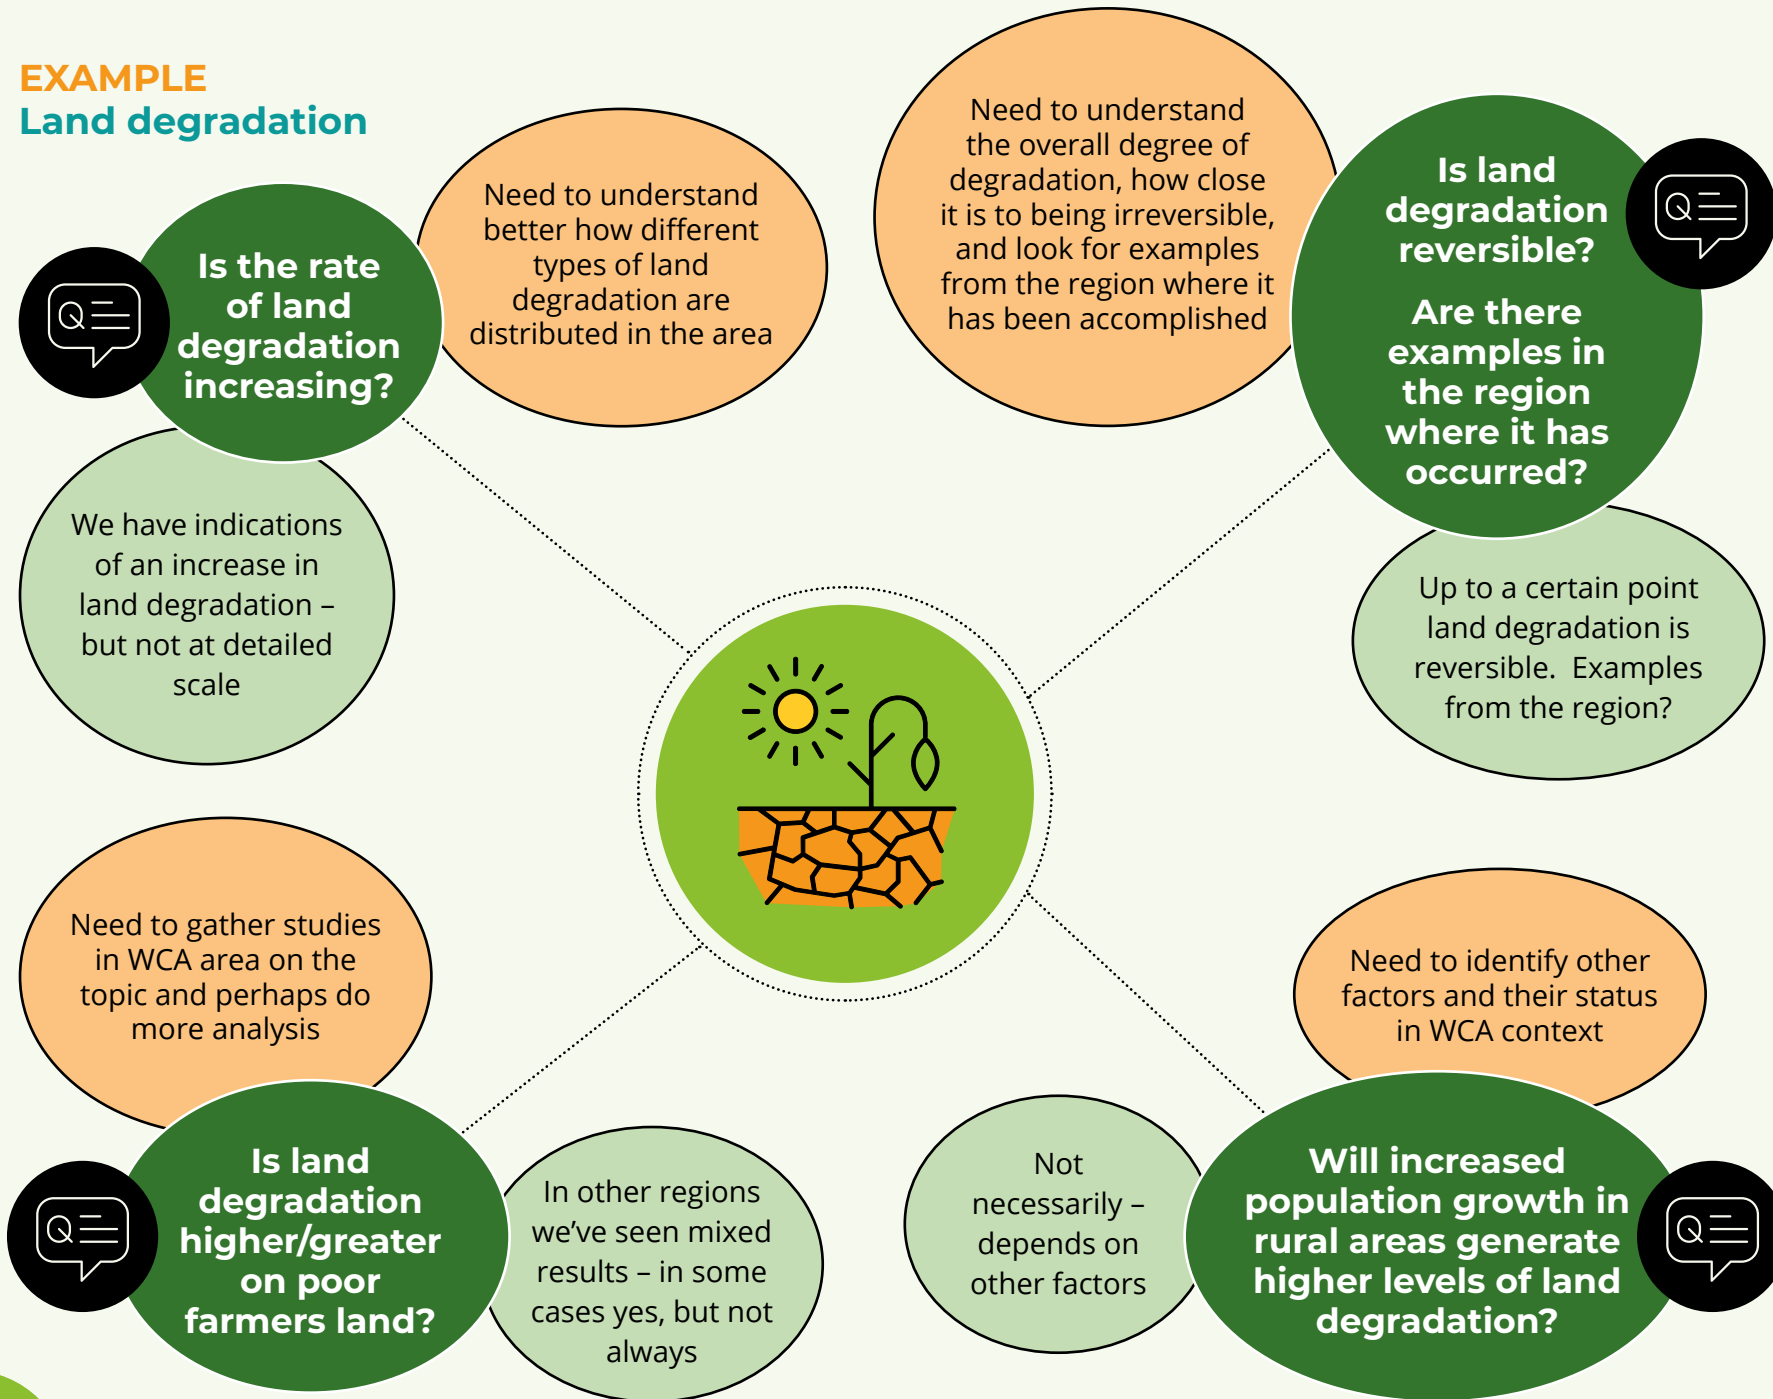 EXAMPLE
Land degradation
Is the rate
of land
degradation
increasing?
Need to understand
better how different
types of land
degradation are
distributed in the area
We have indications
of an increase in
land degradation –
but not at detailed
scale
Need to understand
the overall degree of
degradation, how close
it is to being irreversible,
and look for examples
from the region where it
has been accomplished
Is land
degradation
reversible?
Are there
examples in
the region
where it has
occurred?
Up to a certain point
land degradation is
reversible.  Examples
from the region?
Need to gather studies
in WCA area on the
topic and perhaps do
more analysis
Is land
degradation
higher/greater
on poor
farmers land?
In other regions
we’ve seen mixed
results – in some
cases yes, but not
always
Need to identify other
factors and their status
in WCA context
Not
necessarily –
depends on
other factors
Will increased
population growth in
rural areas generate
higher levels of land
degradation?
Q
Q
Q
Q